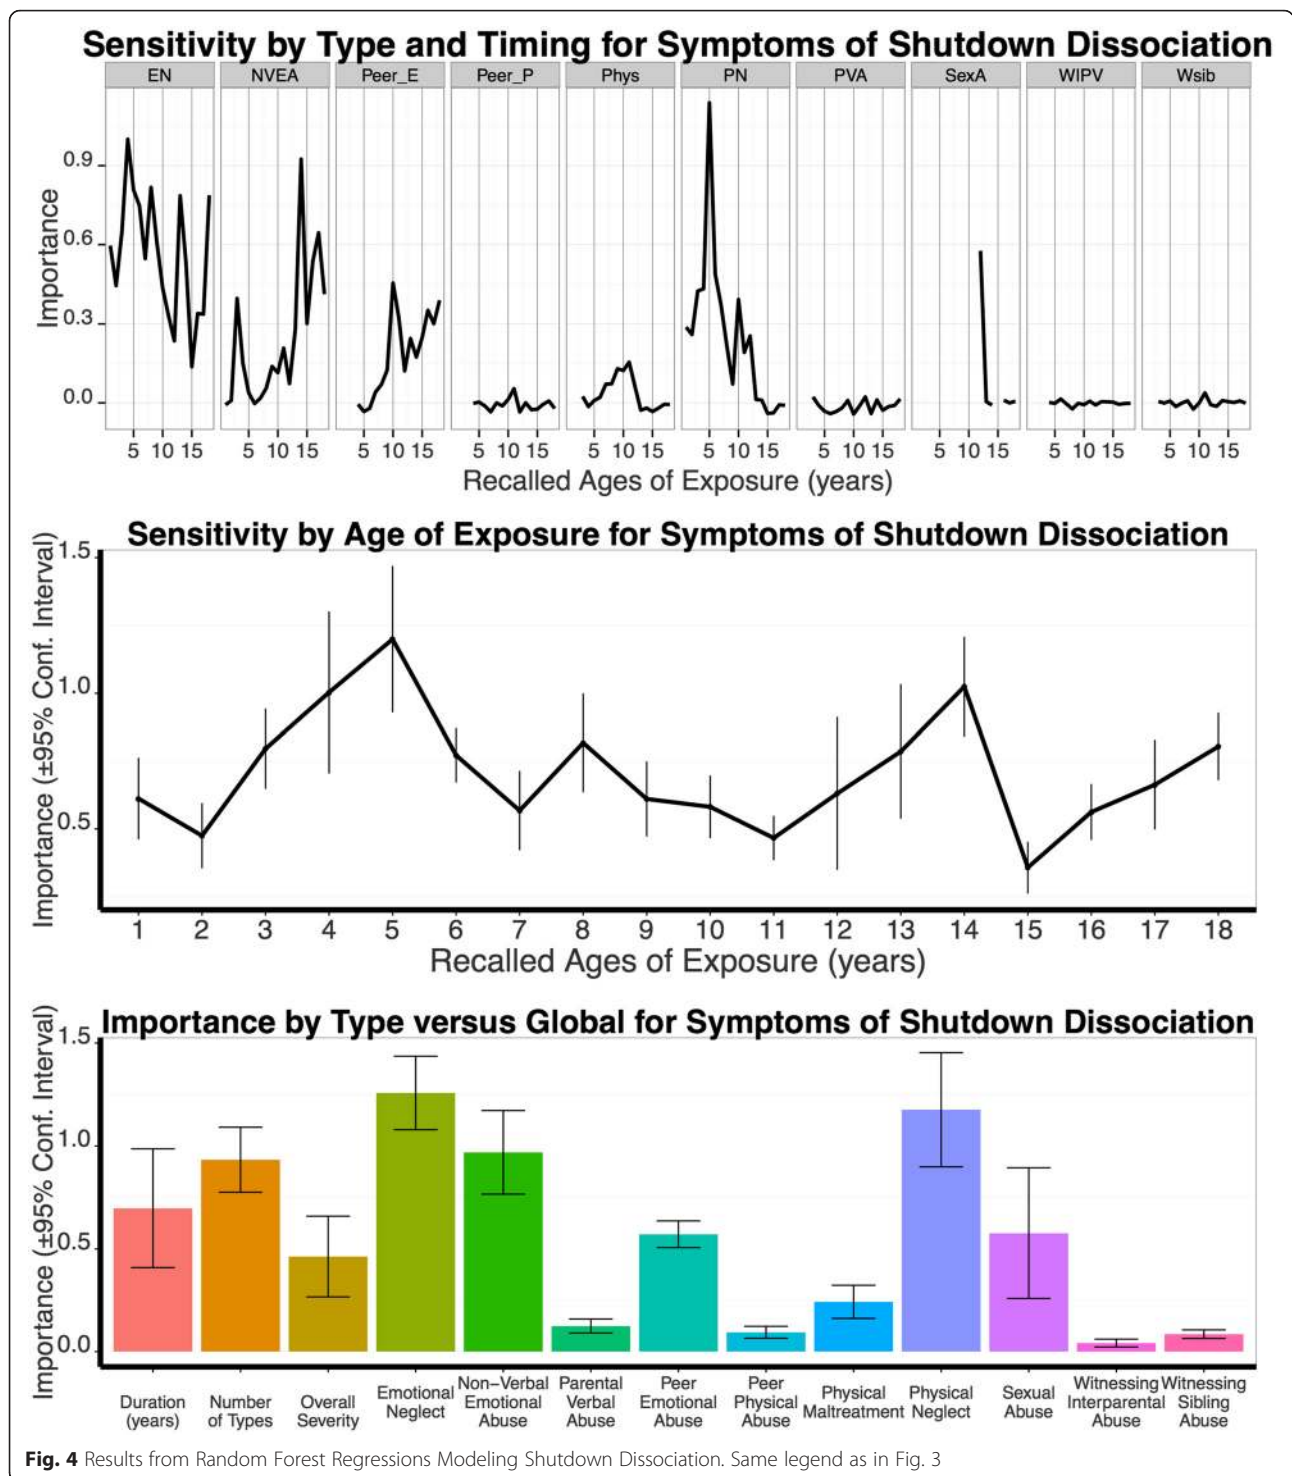 Sensitivity by Type and Timing for Symptoms of Shutdown Dissociation
EN NVEA Peer_E Peer_P Phys PN PVA SexA WIPV Wsib
Importance
0.9
0.6
0.3
0.0
5 10 15 5 10 15 5 10 15 5 10 15 5 10 15 5 10 15 5 10 15 5 10 15 5 10 15 5 10 15
Recalled Ages of Exposure (years)
Sensitivity by Age of Exposure for Symptoms of Shutdown Dissociation
Importance (±95% Conf. Interval)
1.5
1.0
0.5
1 2 3 4 5 6 7 8 9 10 11 12 13 14 15 16 17 18
Recalled Ages of Exposure (years)
Importance by Type versus Global for Symptoms of Shutdown Dissociation
Importance (±95% Conf. Interval)
1.5
1.0
0.5
0.0
Duration
(years)
Number
of Types
Overall
Severity
Emotional
Neglect
Non-Verbal
Emotional
Abuse
Parental
Verbal
Abuse
Peer
Emotional
Abuse
Peer
Physical
Abuse
Physical
Maltreatment
Physical
Neglect
Sexual
Abuse
Witnessing
Interparental
Abuse
Witnessing
Sibling
Abuse
Fig. 4 Results from Random Forest Regressions Modeling Shutdown Dissociation. Same legend as in Fig. 3